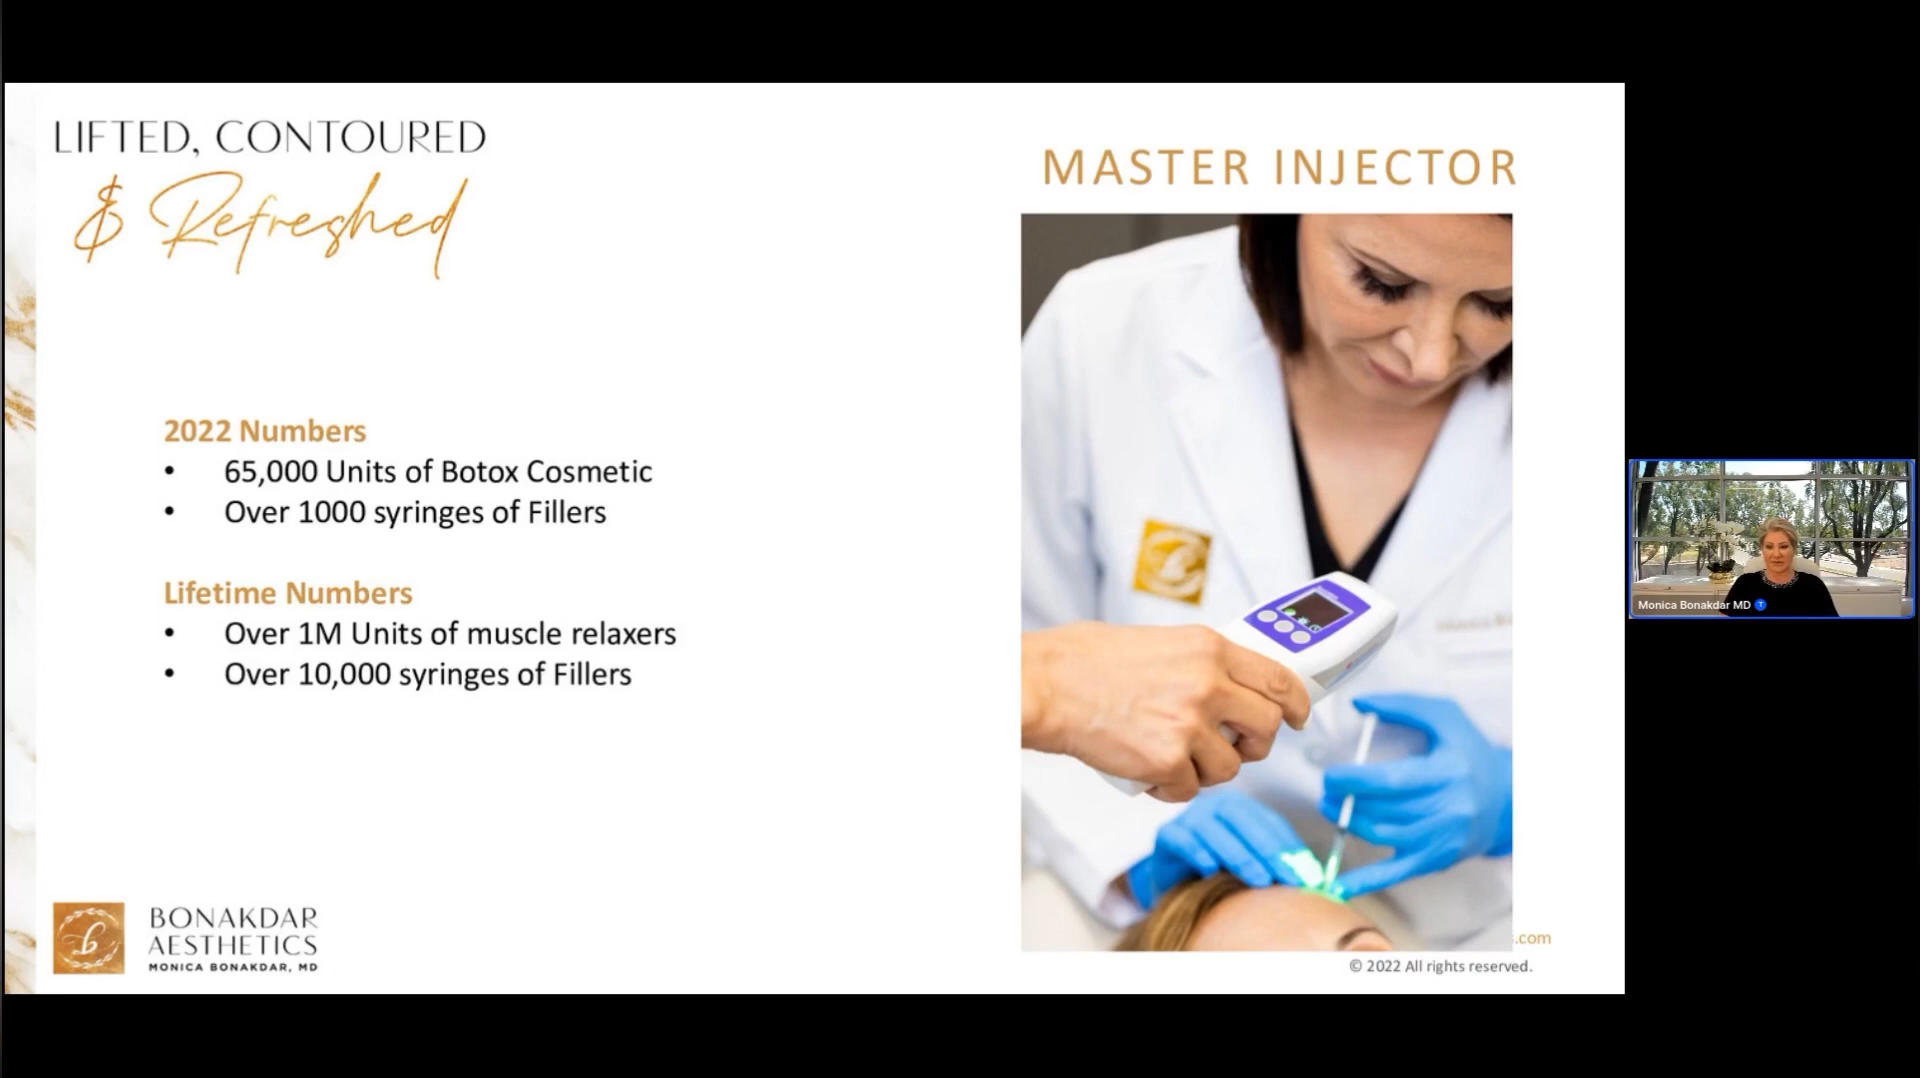 LIFTED, CONTOURED
& Refreshed
MASTER INJECTOR
2022 Numbers
• 65,000 Units of Botox Cosmetic
• Over 1000 syringes of Fillers
Lifetime Numbers
• Over 1M Units of muscle relaxers
• Over 10,000 syringes of Fillers
b
BONAKDAR
AESTHETICS
MONICA BONAKDAR, MD
.com
© 2022 All rights reserved.
Monica Bonakdar MD